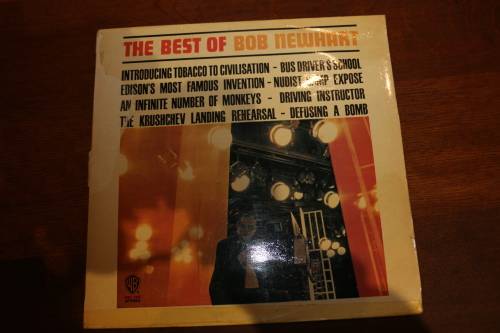 THE BEST OF BOB NEWHART
INTRODUCING TOBACCO TO CIVILISATION - BUS DRIVER'S SCHOOL
EDISON'S MOST FAMOUS INVENTION - NUDIST CAMP EXPOSE
AN INFINITE NUMBER OF MONKEYS - DRIVING INSTRUCTOR
THE KRUSHCHEV LANDING REHEARSAL - DEFUSING A BOMB